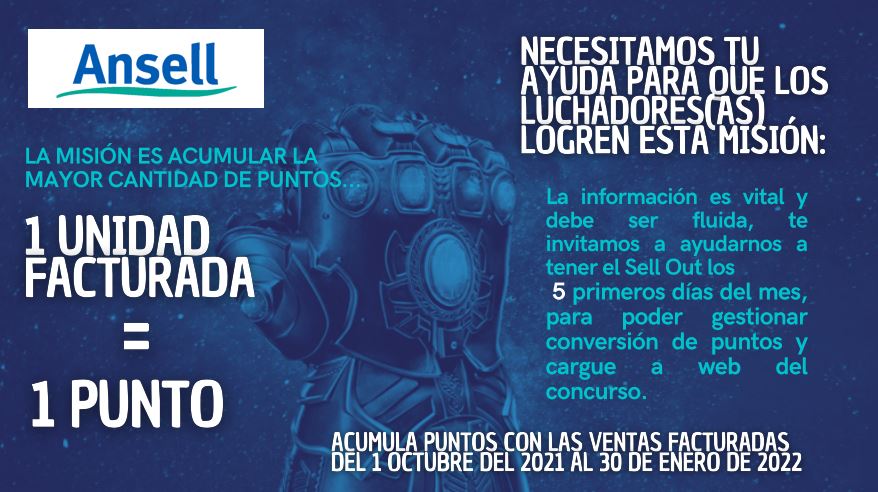 Ansell
LA MISIÓN ES ACUMULAR LA
MAYOR CANTIDAD DE PUNTOS...
1 UNIDAD
FACTURADA
=
1 PUNTO
NECESITAMOS TU
AYUDA PARA QUE LOS
LUCHADORES(AS)
LOGREN ESTA MISIÓN:
La información es vital y
debe ser fluida, te
invitamos a ayudarnos a
tener el Sell Out los
5 primeros días del mes,
para poder gestionar
conversión de puntos y
cargue a web del
concurso.
ACUMULA PUNTOS CON LAS VENTAS FACTURADAS
DEL 1 OCTUBRE DEL 2021 AL 30 DE ENERO DE 2022